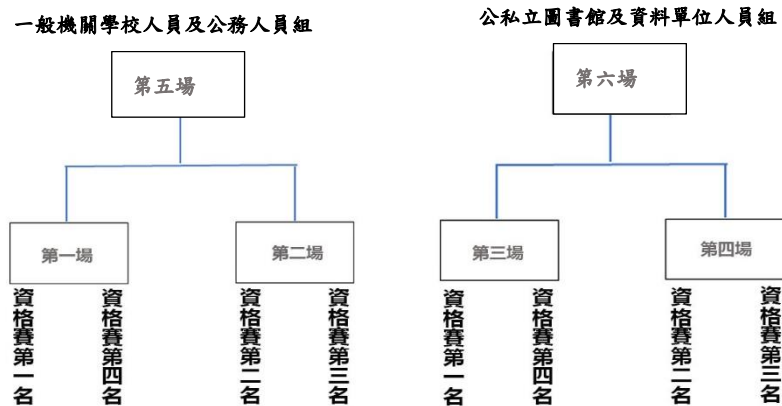 一般機關學校人員及公務人員組
公私立圖書館及資料單位人員組
第五場
第六場
第一場
第二場
第三場
第四場
資格賽第一名
資格賽第四名
資格賽第二名
資格賽第三名
資格賽第一名
資格賽第四名
資格賽第二名
資格賽第三名